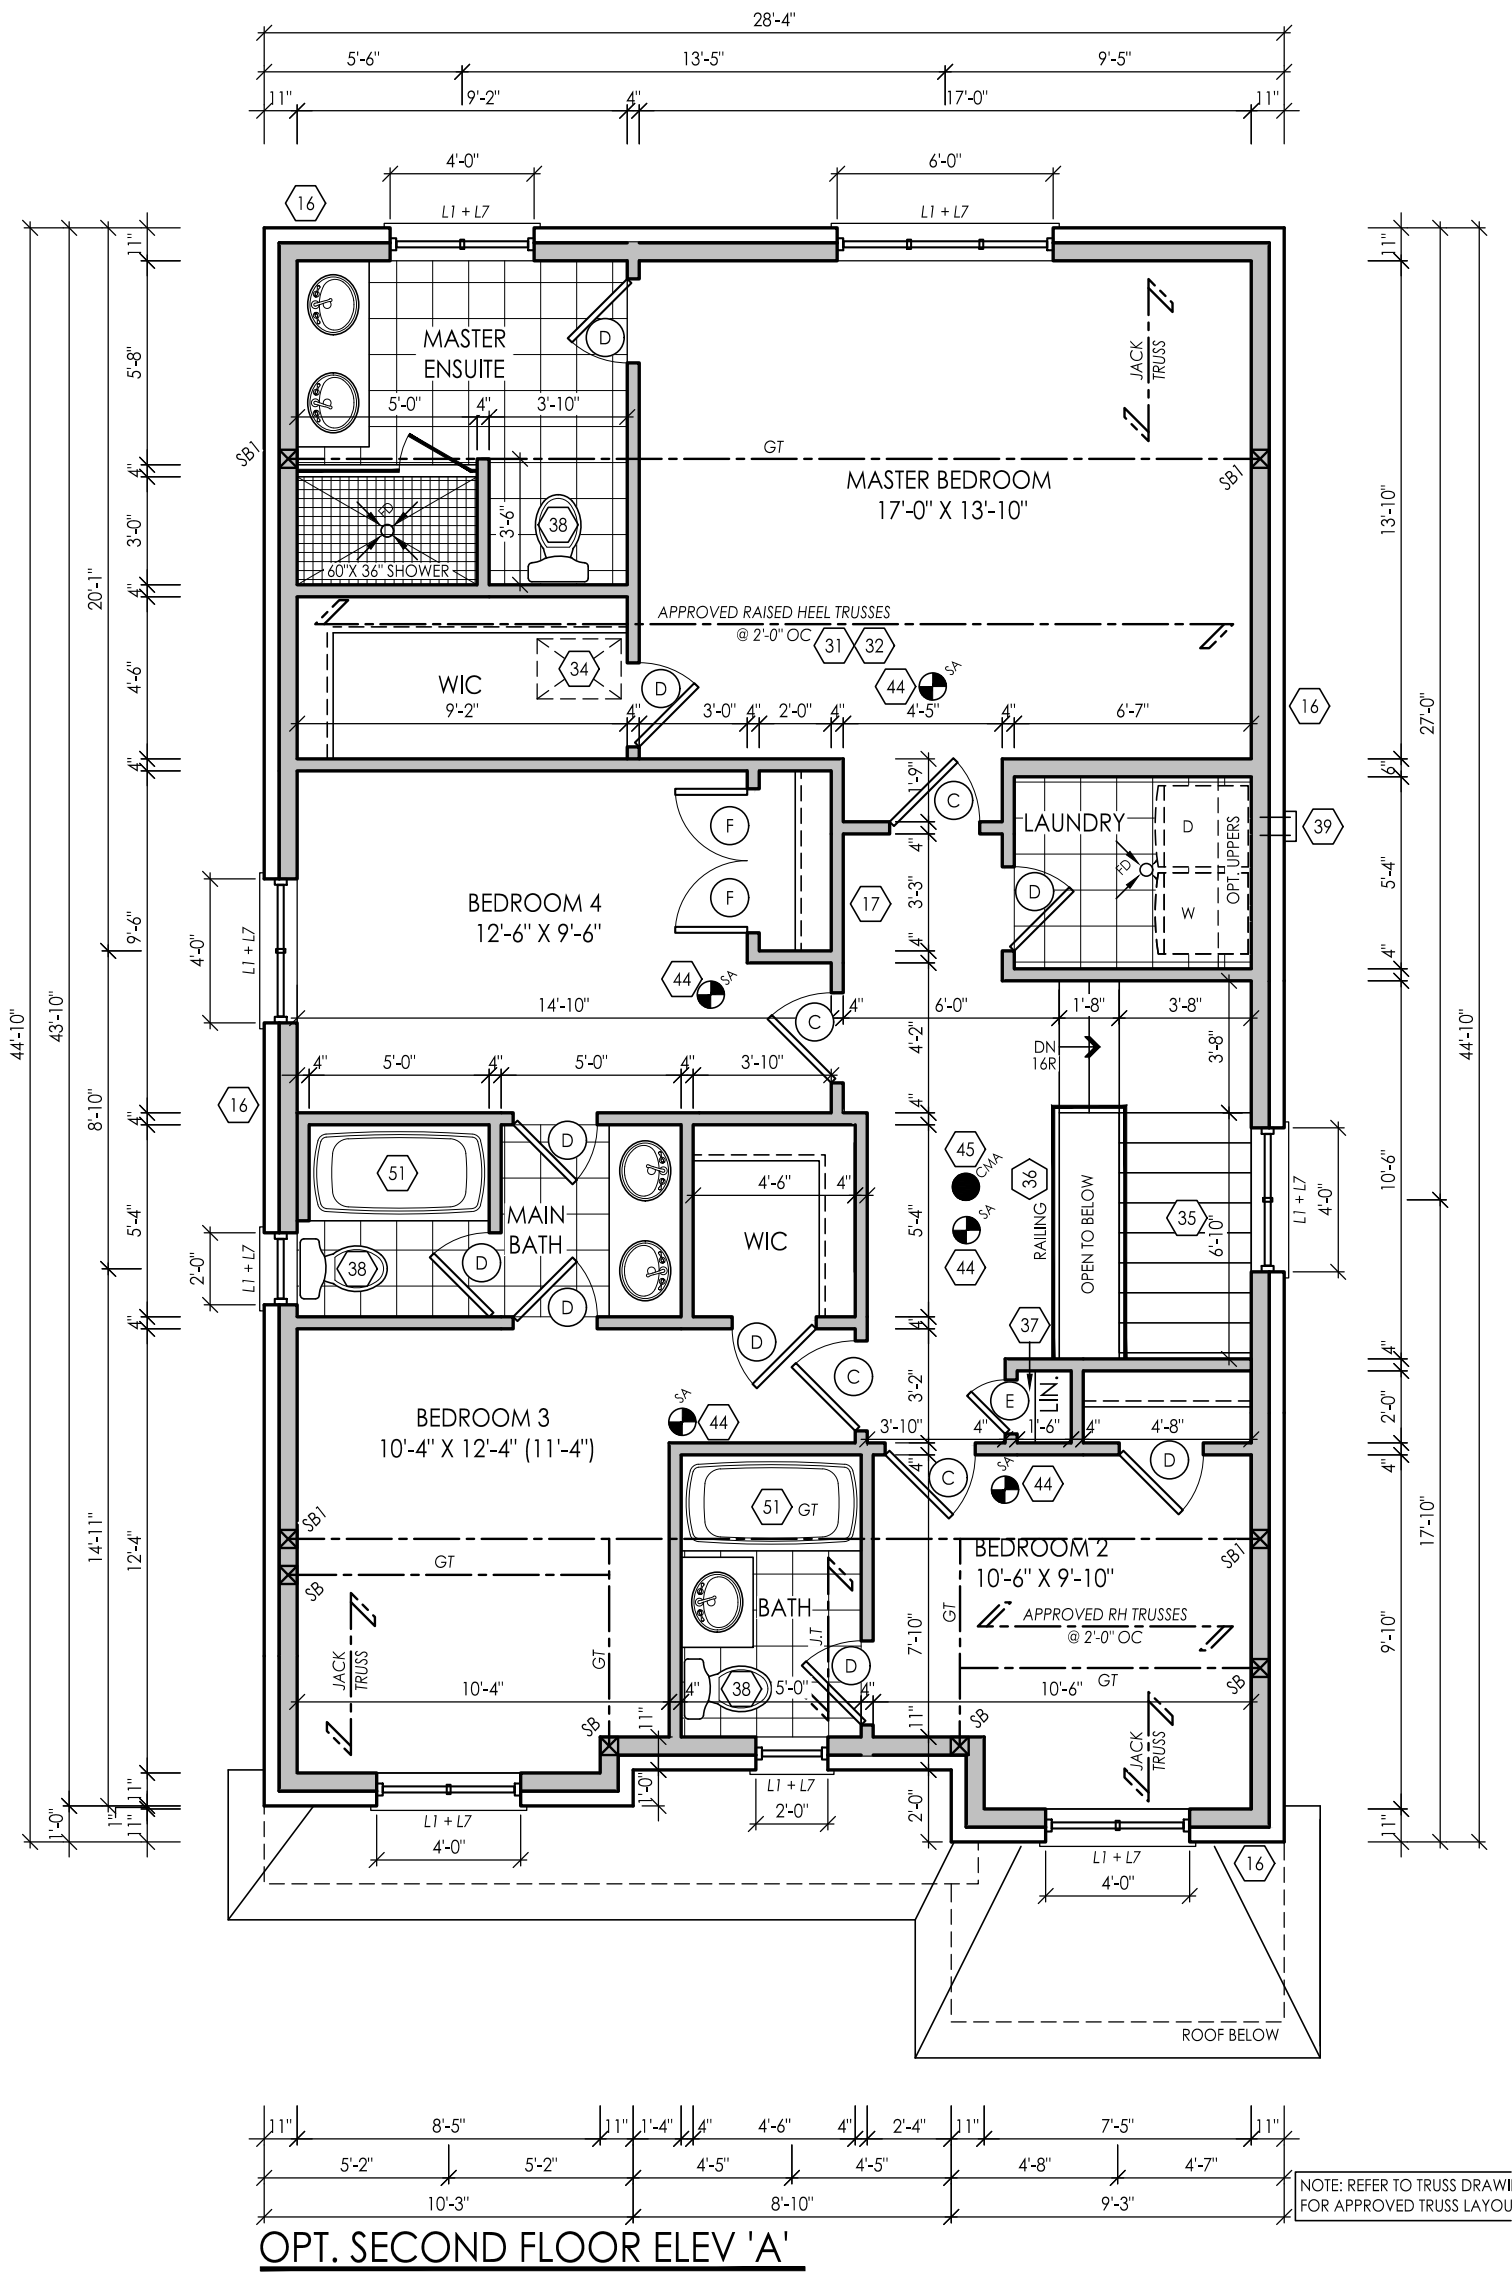 28'-4"
5'-6" 13'-5" 9'-5"
11" 9'-2" 4" 17'-0" 11"
4'-0" 6'-0"
16 L1 + L7 L1 + L7
11" 11"
MASTER
ENSUITE
D
JACK
TRUSS
5'-8"
5'-0" 4" 3'-10"
SB1 GT SB1
MASTER BEDROOM
17'-0" X 13'-10"
4"
FD 3'-6" 38
3'-0"
13'-10"
60"X 36" SHOWER
4"
20'-1"
APPROVED RAISED HEEL TRUSSES
@ 2'-0" OC 31 32
34
WIC D 44 SA
4'-6"
16 27'-0"
9'-2" 4" 3'-0" 4" 2'-0" 4" 4'-5" 4" 6'-7"
4" 6"
1'-9" C
F LAUNDRY D OPT. UPPERS 39
4"
FD
F 17 3'-3" D W
5'-4"
BEDROOM 4
12'-6" X 9'-6"
9'-6"
4'-0" L1 + L7
4" 4"
44 SA
14'-10" 4" 6'-0" 1'-8" 3'-8"
C
44'-10" 43'-10" 44'-10"
4'-2" DN
16R
3'-8"
4" 5'-0" 4" 5'-0" 4" 3'-10"
16 8'-10"
4" 4"
D
51 45 CMA 36
4'-6" 4"
10'-6"
MAIN
BATH
5'-4" 5'-4"
SA RAILING OPEN TO BELOW 35 6'-10" L1 + L7 4'-0"
WIC
44
2'-0" L1 + L7 38 D
D
4" 4" 37
D C
3'-2" E LIN.
4"
2'-0"
BEDROOM 3
10'-4" X 12'-4" (11'-4")
SA 44
3'-10" 4" 1'-6" 4" 4'-8"
4" C SA 44 D 4"
51 GT
SB1 SB1
14'-11" 12'-4" 17'-10"
GT
SB
BEDROOM 2
10'-6" X 9'-10"
BATH
GT APPROVED RH TRUSSES
@ 2'-0" OC
J.T 7'-10" 9'-10"
GT D
JACK
TRUSS
GT SB
10'-4" 4" 38 5'-0" 4" 10'-6"
SB 11" 11" SB
JACK
TRUSS
11" 1'-0" L1 + L7
2'-0"
2'-0"
1'-0" 1" 11" 11"
L1 + L7
4'-0"
L1 + L7 16
4'-0"
ROOF BELOW
11" 8'-5" 11" 1'-4" 4" 4'-6" 4" 2'-4" 11" 7'-5" 11"
5'-2" 5'-2" 4'-5" 4'-5" 4'-8" 4'-7"
10'-3" 8'-10" 9'-3"
NOTE: REFER TO TRUSS DRAWI
FOR APPROVED TRUSS LAYOU
OPT. SECOND FLOOR ELEV 'A'